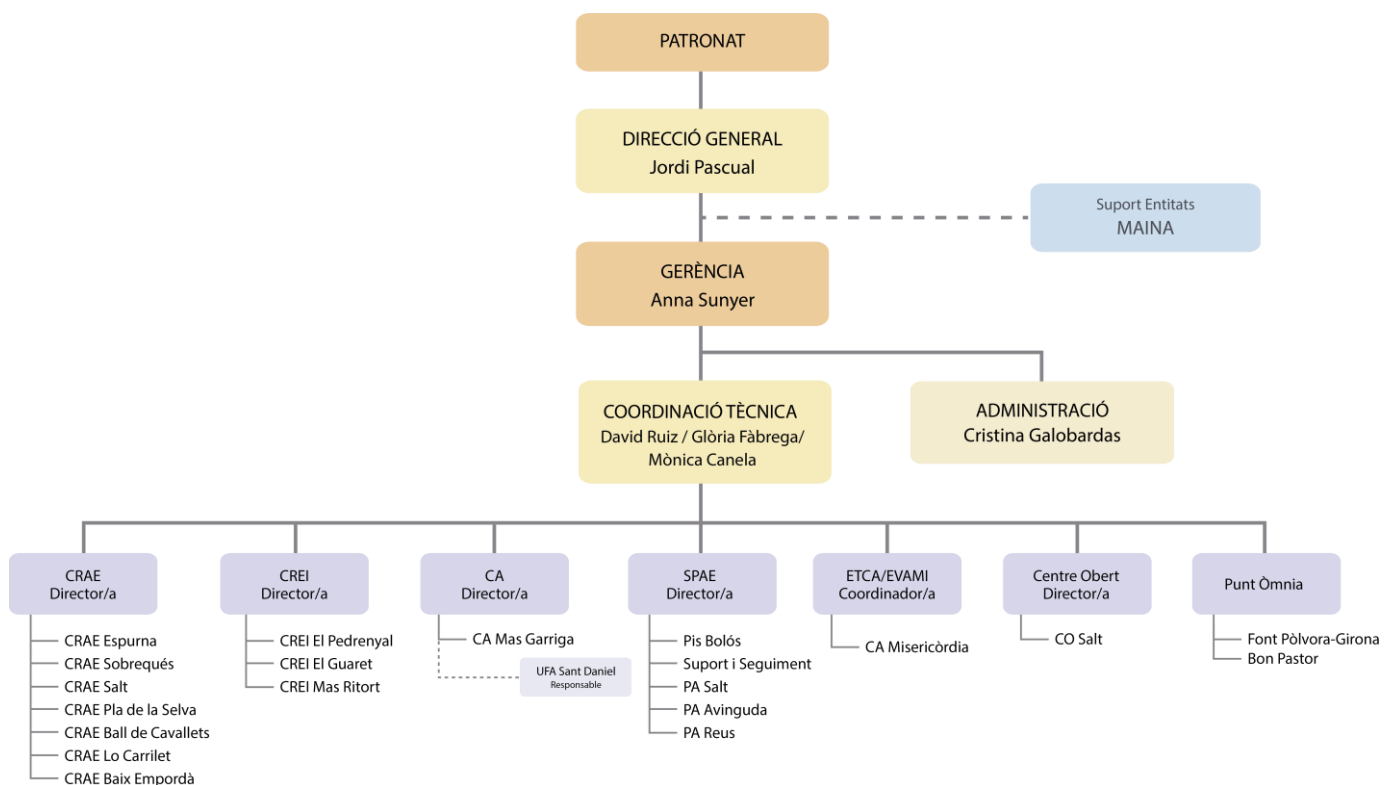 PATRONAT
DIRECCIÓ GENERAL
Jordi Pascual
Suport Entitats
MAINA
GERÈNCIA
Anna Sunyer
COORDINACIÓ TÈCNICA
David Ruiz / Glòria Fàbrega/
Mònica Canela
ADMINISTRACIÓ
Cristina Galobardas
CRAE
Director/a
CRAE Espurna
CRAE Sobrequés
CRAE Salt
CRAE Pla de la Selva
CRAE Ball de Cavallets
CRAE Lo Carrilet
CRAE Baix Empordà
CREI
Director/a
CREI El Pedrenyal
CREI El Guaret
CREI Mas Ritort
CA
Director/a
CA Mas Garriga
UFA Sant Daniel
Responsable
SPAE
Director/a
Pis Bolós
Suport i Seguiment
PA Salt
PA Avinguda
PA Reus
ETCA/EVAMI
Coordinador/a
CA Misericòrdia
Centre Obert
Director/a
CO Salt
Punt Òmnia
Font Pòlvora-Girona
Bon Pastor